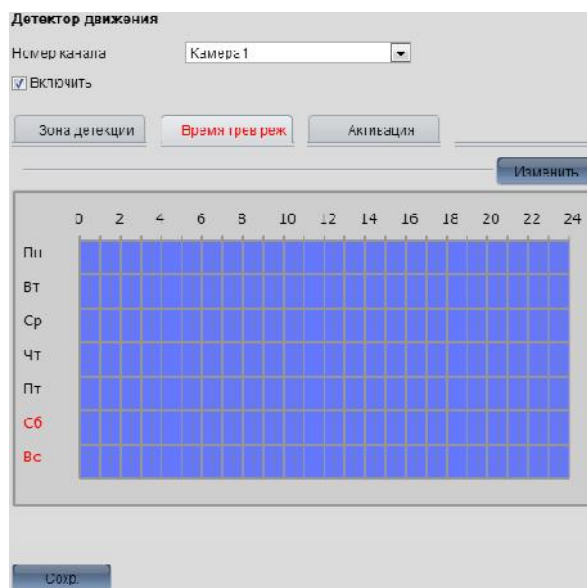 Детектор движения
Номер канала Камера 1
Включить
Зона детекции Время трев реж Активация
Изменить
0 2 4 6 8 10 12 14 16 18 20 22 24
Пн
Вт
Ср
Чт
Пт
Сб
Вс
Сохр.